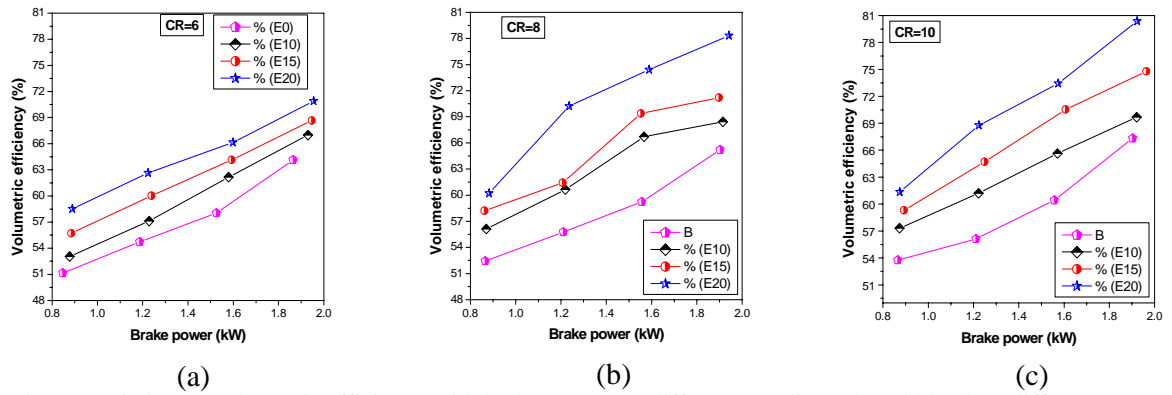 CR=6
% (E0)
% (E10)
% (E15)
% (E20)
Volumetric efficiency (%)
81
78
75
72
69
66
63
60
57
54
51
48
0.8 1.0 1.2 1.4 1.6 1.8 2.0
Brake power (kW)
(a)
CR=8
B
% (E10)
% (E15)
% (E20)
Volumetric efficiency (%)
81
78
75
72
69
66
63
60
57
54
51
48
0.8 1.0 1.2 1.4 1.6 1.8 2.0
Brake power (kW)
(b)
CR=10
B
% (E10)
% (E15)
% (E20)
Volumetric efficiency (%)
81
78
75
72
69
66
63
60
57
54
51
0.8 1.0 1.2 1.4 1.6 1.8 2.0
Brake power (kW)
(c)